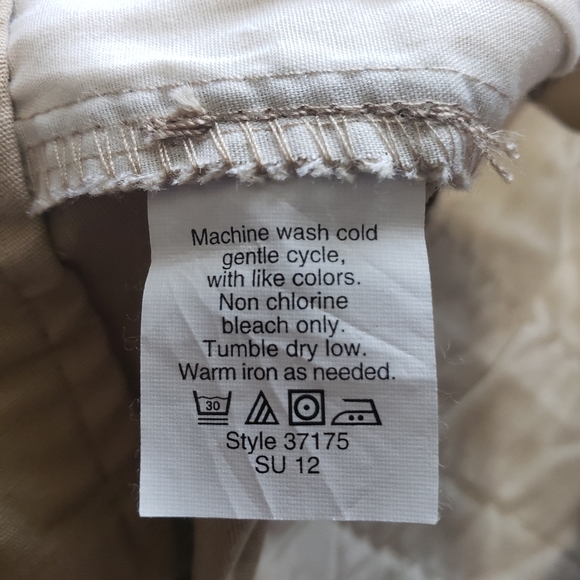 Machine wash cold
gentle cycle,
with like colors.
Non chlorine
bleach only.
Tumble dry low.
Warm iron as needed.
30
Style 37175
SU 12